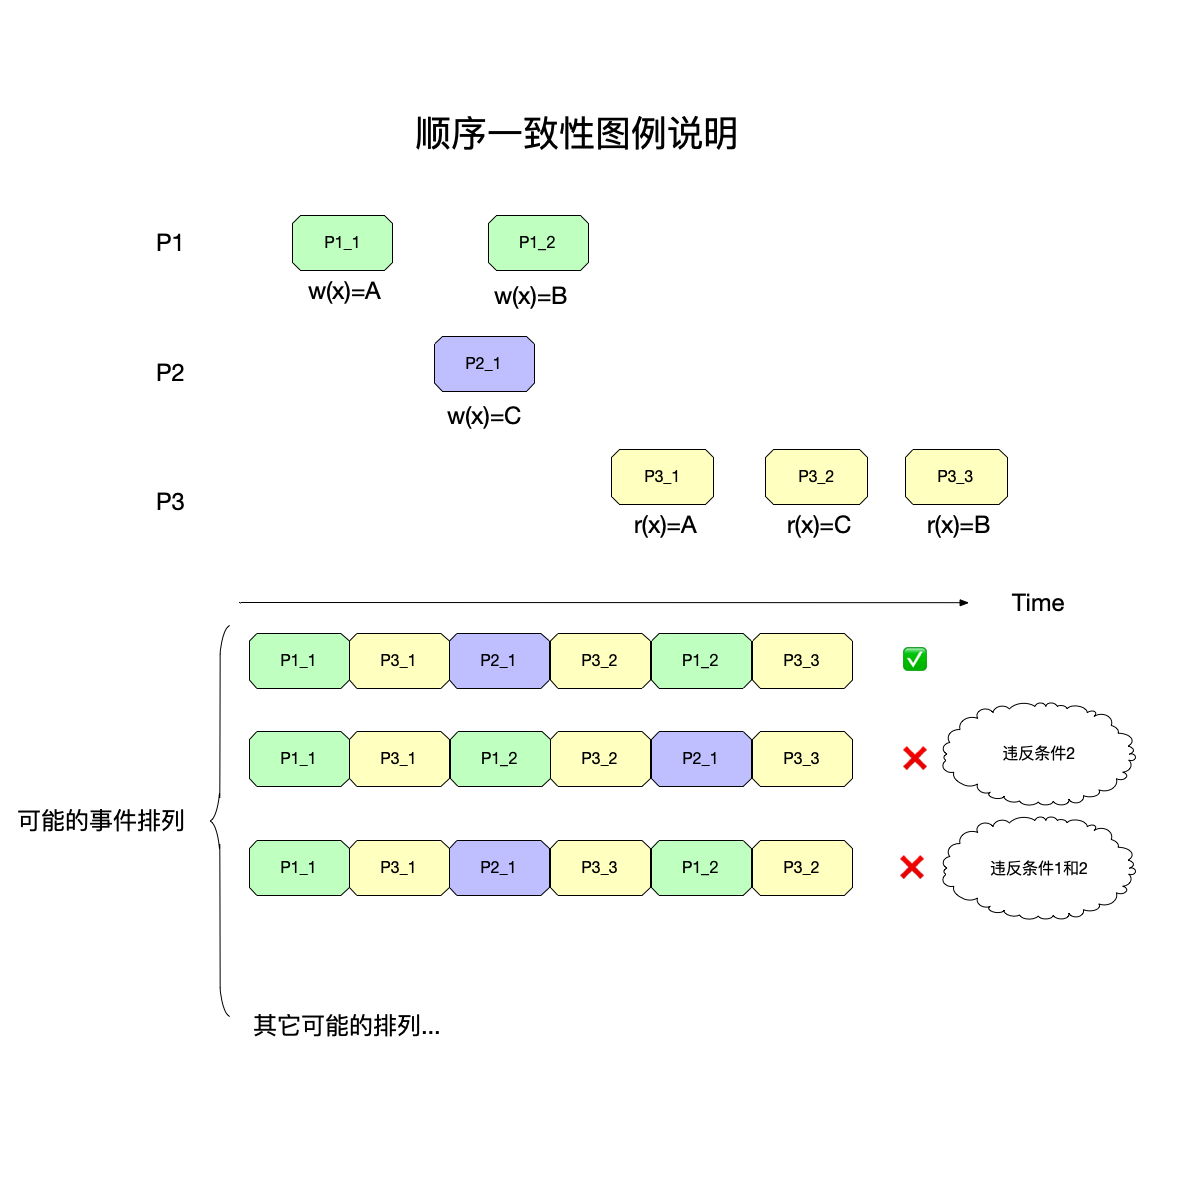 顺序一致性图例说明
P1
P1_1
P1_2
w(x)=A
w(x)=B
P2
P2_1
w(x)=C
P3
P3_1
P3_2
P3_3
r(x)=A
r(x)=C
r(x)=B
Time
P1_1
P3_1
P2_1
P3_2
P1_2
P3_3
P1_1
P3_1
P1_2
P3_2
P2_1
P3_3
违反条件2
可能的事件排列
P1_1
P3_1
P2_1
P3_3
P1_2
P3_2
违反条件1和2
其它可能的排列...